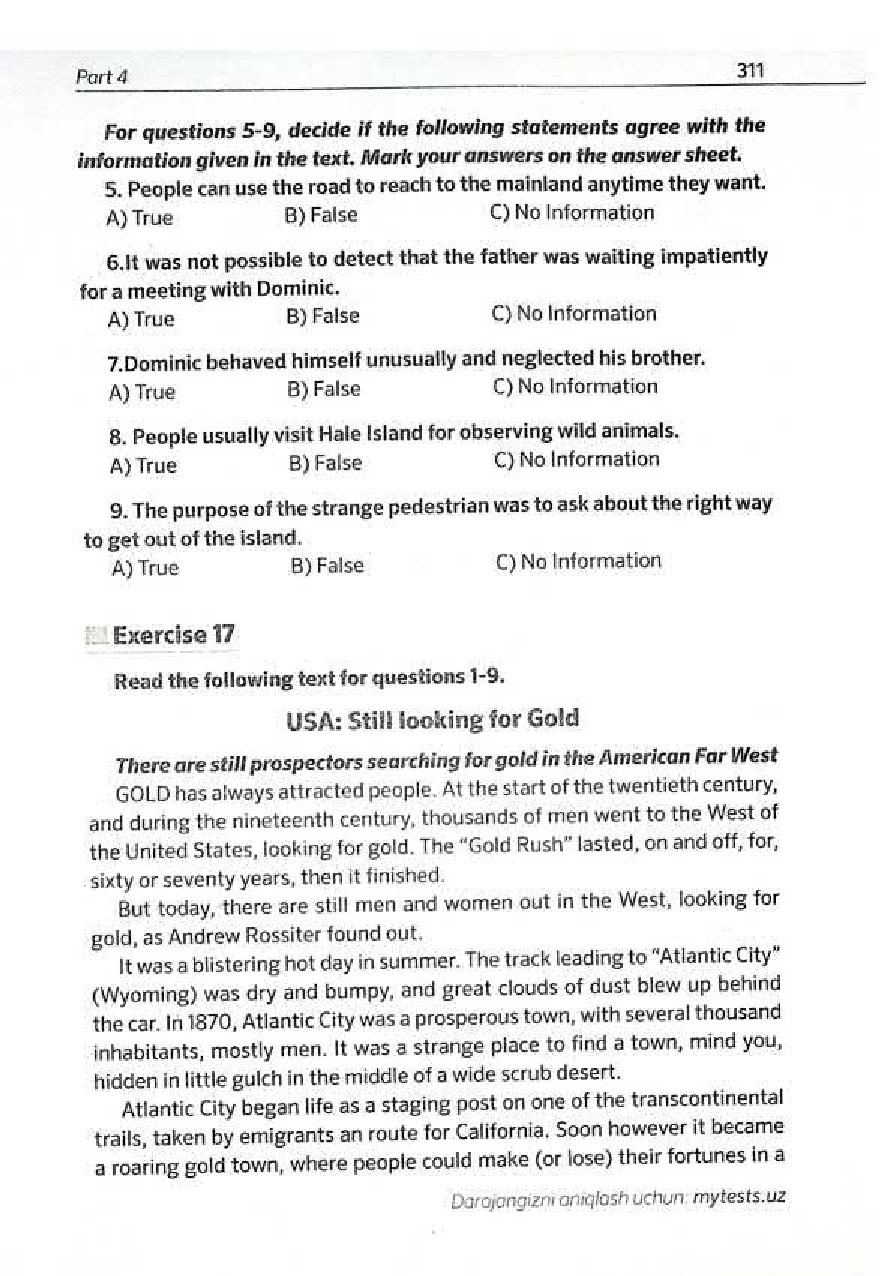 Part 4
311
For questions 5-9, decide if the following statements agree with the
information given in the text. Mark your answers on the answer sheet.
5. People can use the road to reach to the mainland anytime they want.
A) True B) False C) No Information
6.It was not possible to detect that the father was waiting impatiently
for a meeting with Dominic.
A) True B) False C) No Information
7.Dominic behaved himself unusually and neglected his brother.
A) True B) False C) No Information
8. People usually visit Hale Island for observing wild animals.
A) True B) False C) No Information
9. The purpose of the strange pedestrian was to ask about the right way
to get out of the island.
A) True B) False C) No Information
Exercise 17
Read the following text for questions 1-9.
USA: Still looking for Gold
There are still prospectors searching for gold in the American Far West
GOLD has always attracted people. At the start of the twentieth century,
and during the nineteenth century, thousands of men went to the West of
the United States, looking for gold. The "Gold Rush" lasted, on and off, for,
sixty or seventy years, then it finished.
But today, there are still men and women out in the West, looking for
gold, as Andrew Rossiter found out.
It was a blistering hot day in summer. The track leading to "Atlantic City"
(Wyoming) was dry and bumpy, and great clouds of dust blew up behind
the car. In 1870, Atlantic City was a prosperous town, with several thousand
inhabitants, mostly men. It was a strange place to find a town, mind you,
hidden in little gulch in the middle of a wide scrub desert.
Atlantic City began life as a staging post on one of the transcontinental
trails, taken by emigrants an route for California. Soon however it became
a roaring gold town, where people could make (or lose) their fortunes in a
Darajangizni aniqlash uchun: mytests.uz